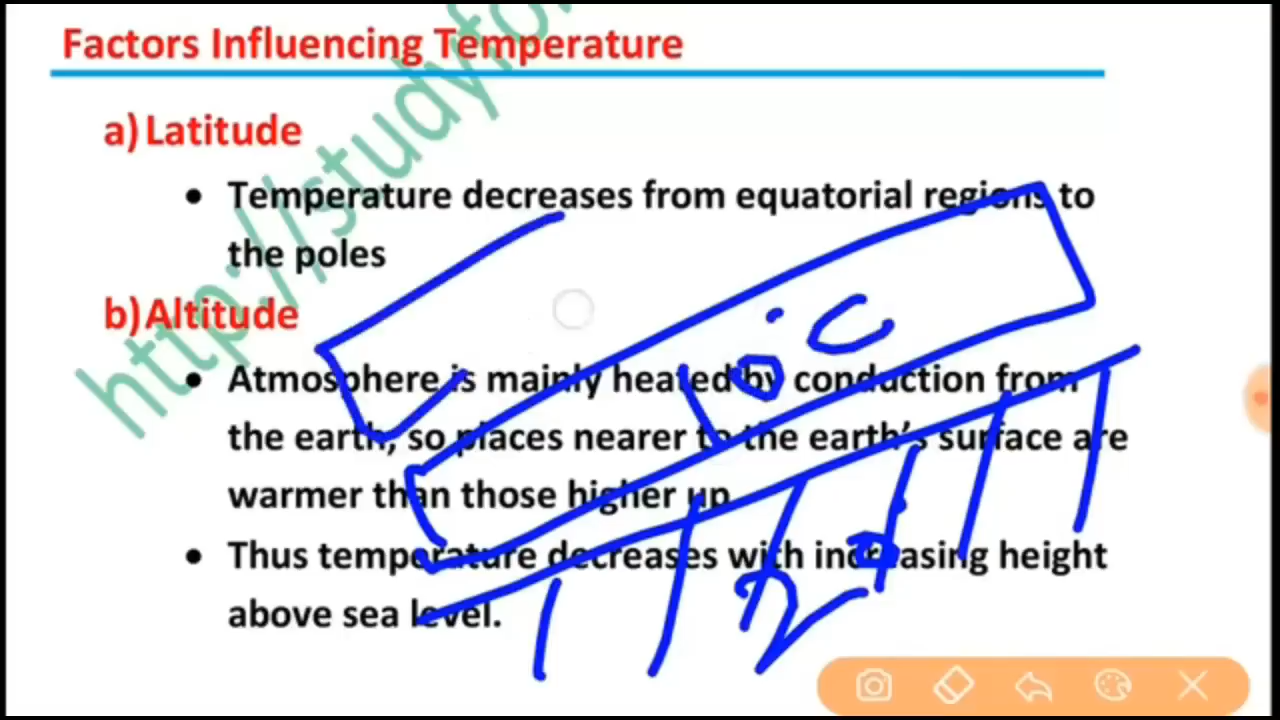 Factors Influencing Temperature
a) Latitude
• Temperature decreases from equatorial regions to
the poles
b) Altitude
• Atmosphere is mainly heated by conduction from
the earth, so places nearer to the earth's surface are
warmer than those higher up
• Thus temperature decreases with increasing height
above sea level.
http://studyfo